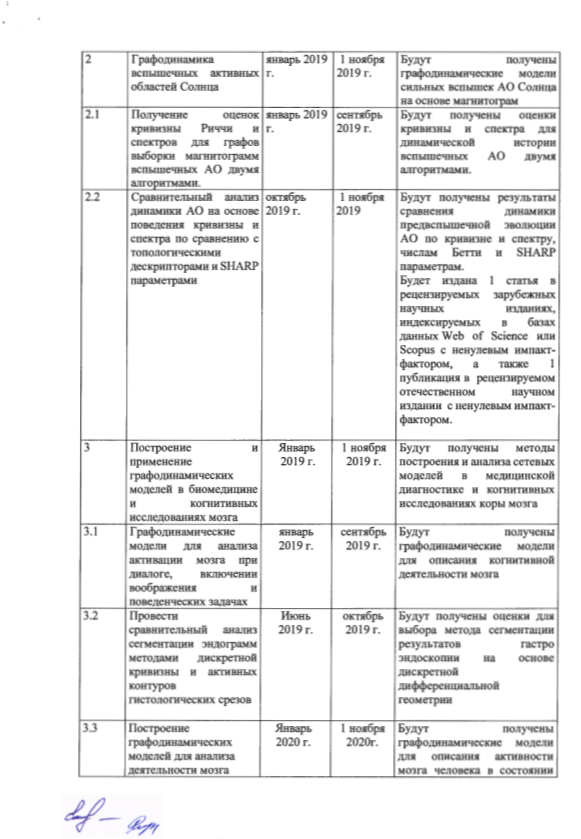 2
Графодинамика
вспышечных активных
областей Солнца
январь 2019
г.
1 ноября
2019 г.
Будут получены
графодинамические модели
сильных вспышек АО Солнца
на основе магнитограм
2.1
Получение оценок
кривизны Риччи и
спектров для графов
выборки магнитограмм
вспышечных АО двумя
алгоритмами.
январь 2019
г.
сентябрь
2019 г.
Будут получены оценки
кривизны и спектра для
динамической истории
вспышечных АО двумя
алгоритмами.
2.2
Сравнительный анализ
динамики АО на основе
поведения кривизны и
спектра по сравнению с
топологическими
дескрипторами и SHARP
параметрами
октябрь
2019 г.
1 ноября
2019
Будут получены результаты
сравнения динамики
предвспышечной эволюции
АО по кривизне и спектру,
числам Бетти и SHARP
параметрам.
Будет издана 1 статья в
рецензируемых зарубежных
научных изданиях,
индексируемых в базах
данных Web of Science или
Scopus с ненулевым импакт-
фактором, а также 1
публикация в рецензируемом
отечественном научном
издании с ненулевым импакт-
фактором.
3
Построение и
применение
графодинамических
моделей в биомедицине
и когнитивных
исследованиях мозга
Январь
2019 г.
1 ноября
2019 г.
Будут получены методы
построения и анализа сетевых
моделей в медицинской
диагностике и когнитивных
исследованиях коры мозга
3.1
Графодинамические
модели для анализа
активации мозга при
диалоге, включении
воображения и
поведенческих задачах
январь
2019 г.
сентябрь
2019 г.
Будут получены
графодинамические модели
для описания когнитивной
деятельности мозга
3.2
Провести
сравнительный анализ
сегментации эндограмм
методами дискретной
кривизны и активных
контуров
гистологических срезов
Июнь
2019 г.
октябрь
2019 г.
Будут получены оценки для
выбора метода сегментации
результатов гастро
эндоскопии на основе
дискретной
дифференциальной
геометрии
3.3
Построение
графодинамических
моделей для анализа
деятельности мозга
Январь
2020 г.
1 ноября
2020г.
Будут получены
графодинамические модели
для описания активности
мозга человека в состоянии